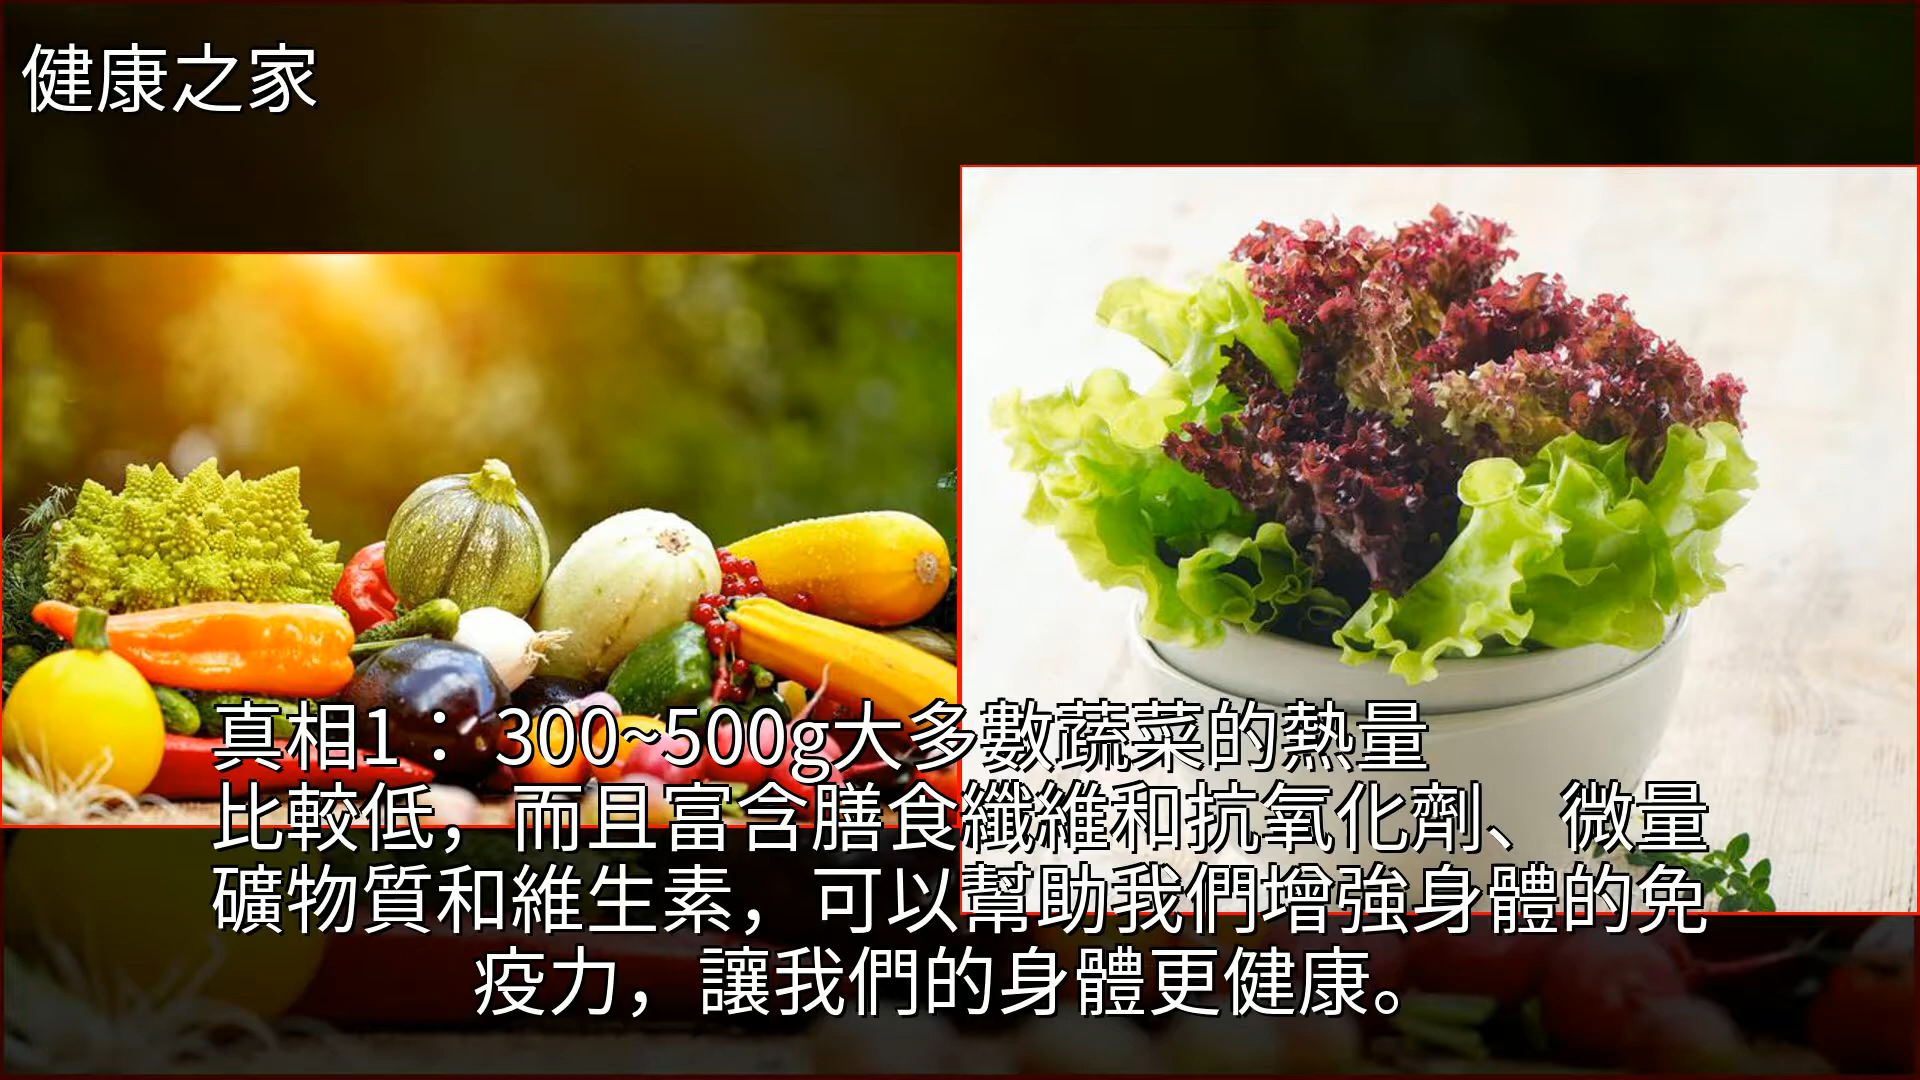 健康之家
真相1：300~500g大多數蔬菜的熱量
比較低，而且富含膳食纖維和抗氧化劑、微量
礦物質和維生素，可以幫助我們增強身體的免
疫力，讓我們的身體更健康。